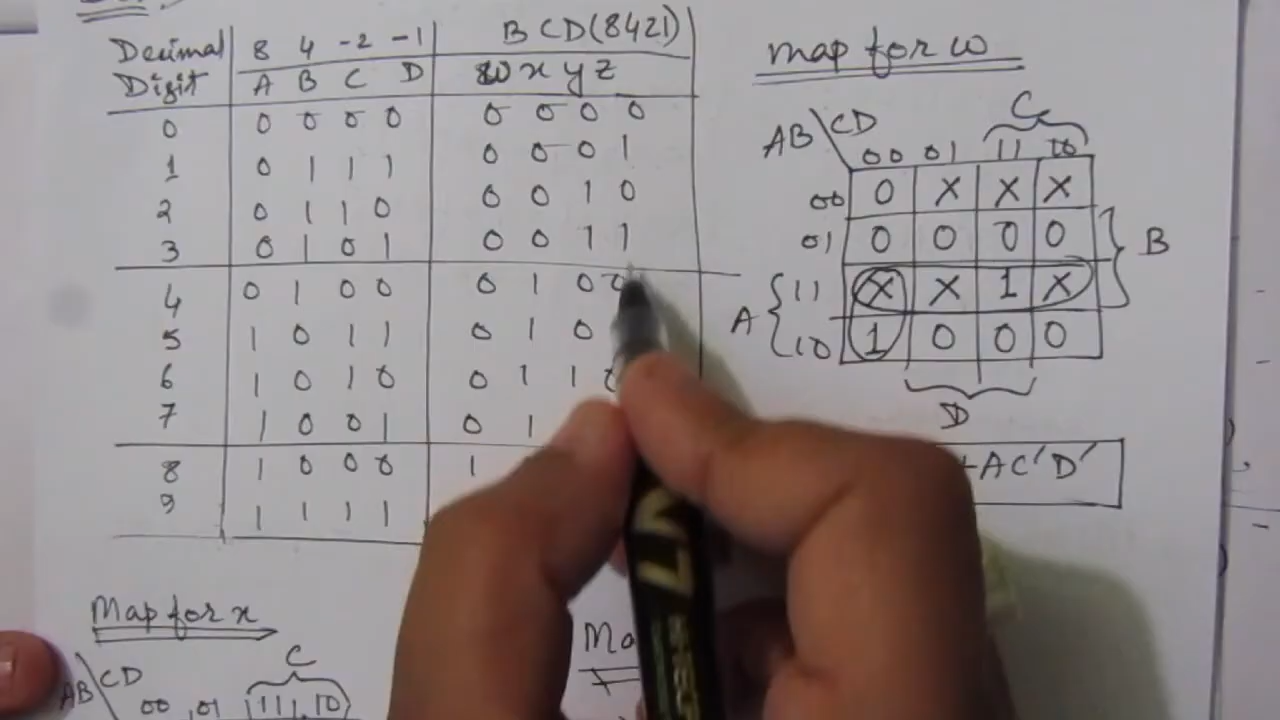 Decimal Digit 8 4 -2 -1 BCD(8421)
A B C D w x y z
0 0 0 0 0 0 0 0 0
1 0 1 1 1 0 0 0 1
2 0 1 1 0 0 0 1 0
3 0 1 0 1 0 0 1 1
4 0 1 0 0 0 1 0 0
5 1 0 1 1 0 1 0
6 1 0 1 0 0 1 1 0
7 1 0 0 1 0 1
8 1 0 0 0 1
9 1 1 1 1
map for w
C
AB\CD 00 01 11 10
00 0 X X X
01 0 0 0 0
11 X X 1 X
10 1 0 0 0
A
B
D
+AC'D'
Map for x
C
AB\CD 00 01 11 10